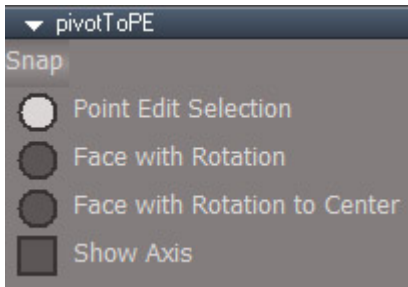 pivotToPE
Snap
Point Edit Selection
Face with Rotation
Face with Rotation to Center
Show Axis